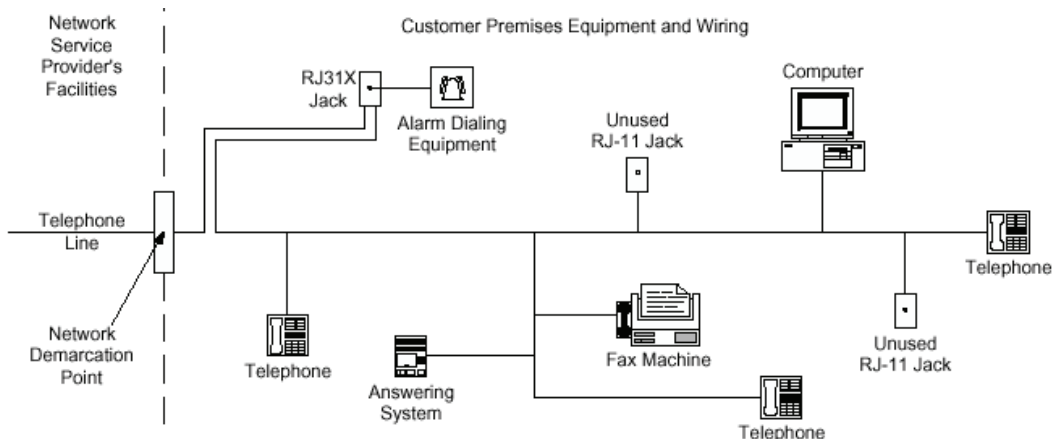 Network
Service
Provider's
Facilities
Customer Premises Equipment and Wiring
RJ31X
Jack
Alarm Dialing
Equipment
Unused
RJ-11 Jack
Computer
Telephone
Line
Telephone
Network
Demarcation
Point
Telephone
Answering
System
Fax Machine
Unused
RJ-11 Jack
Telephone